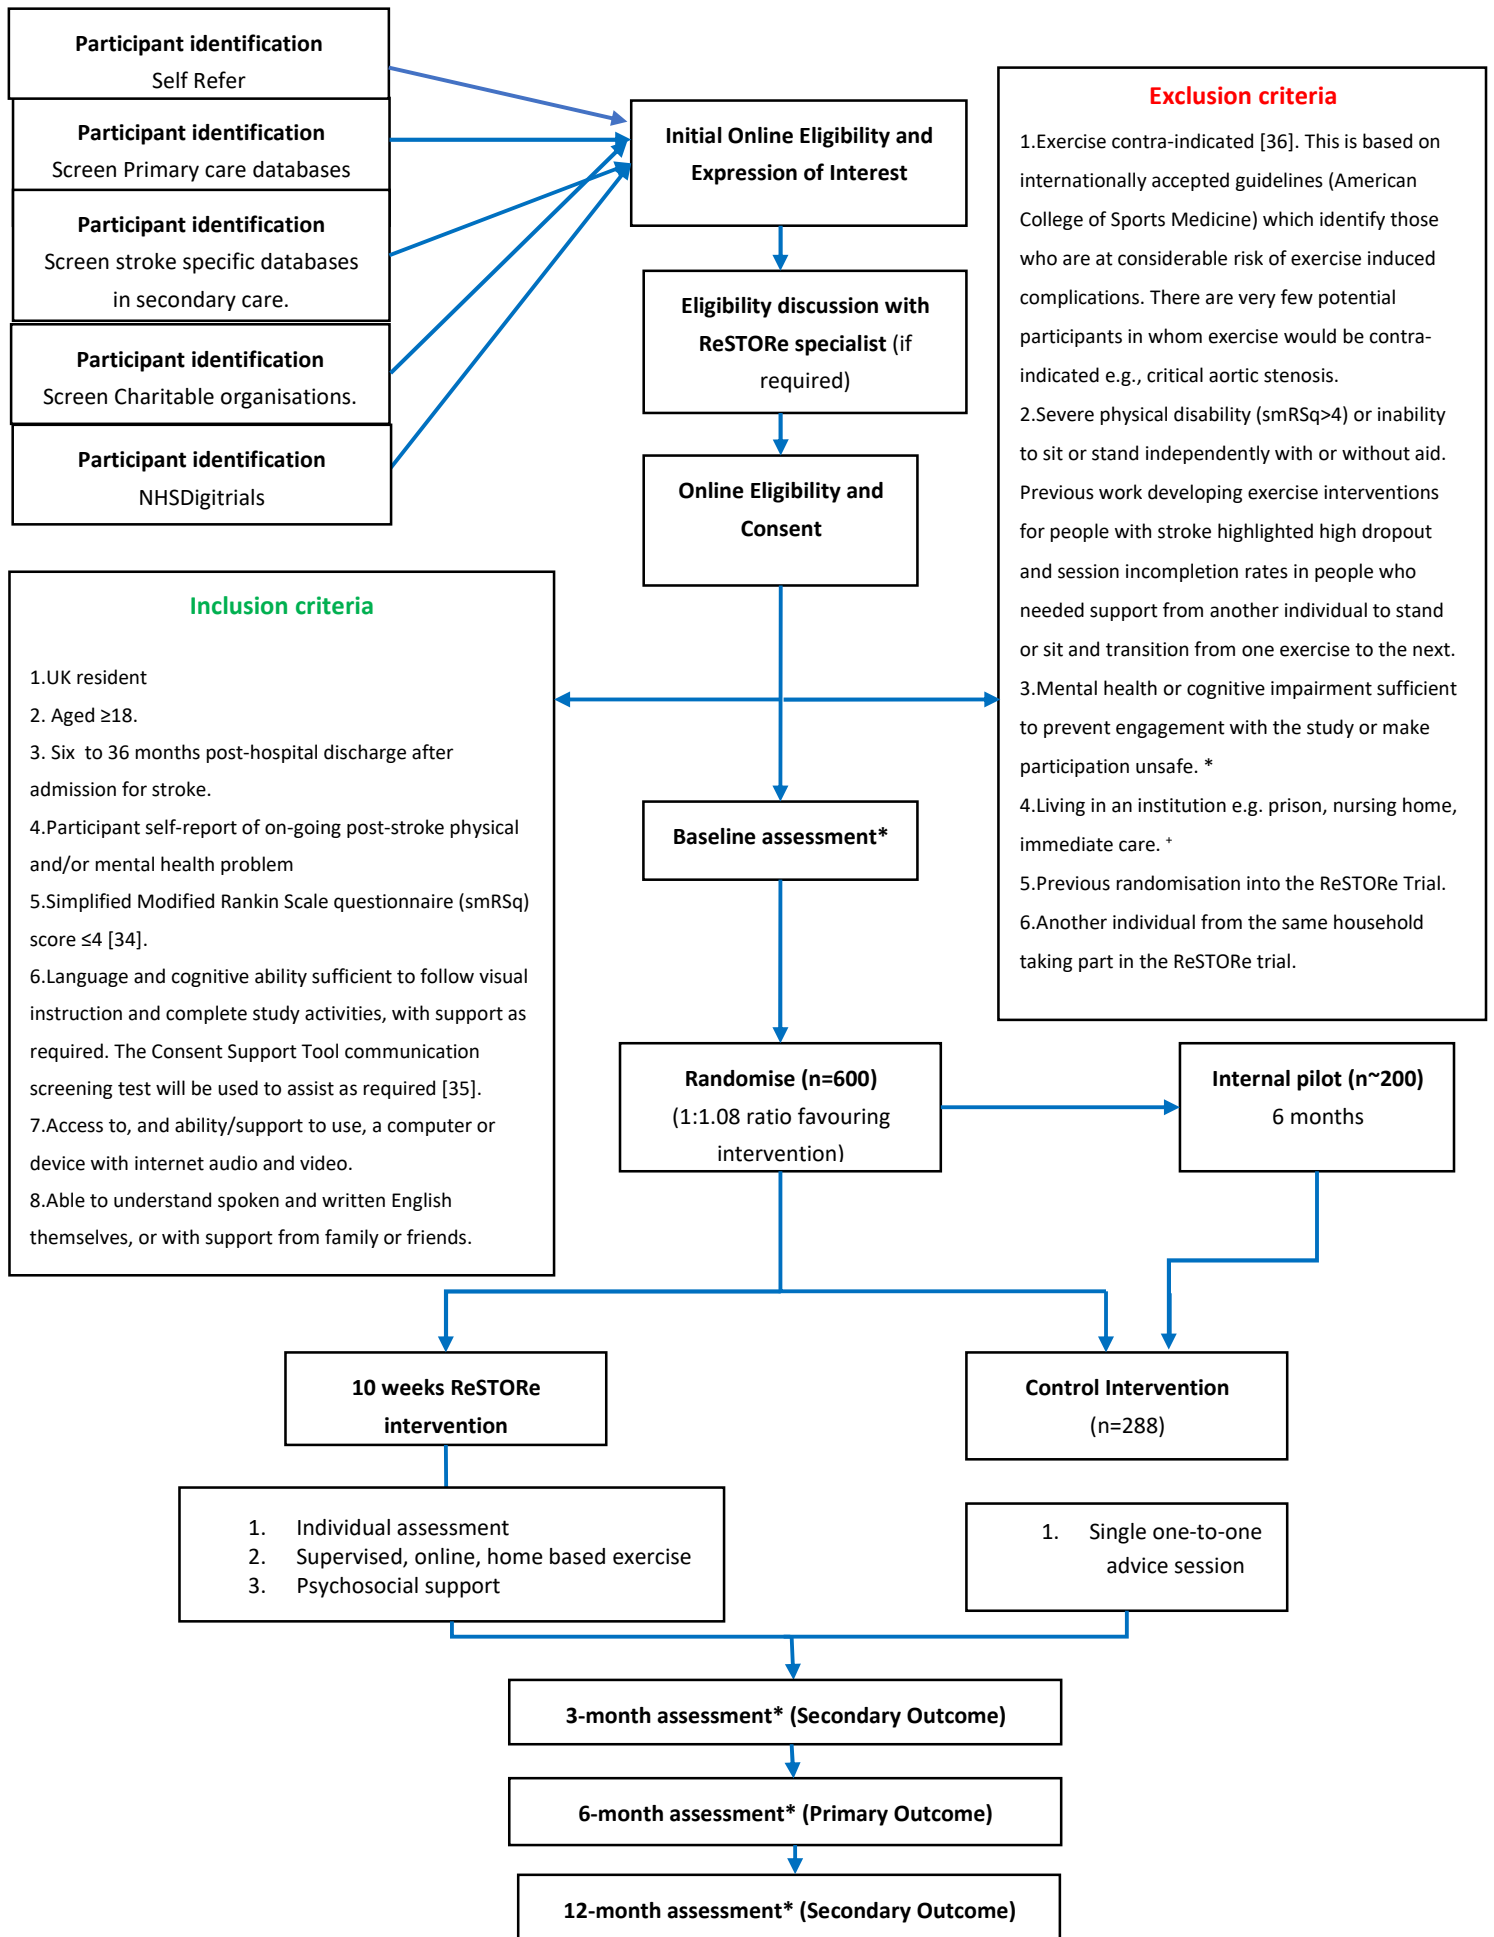 Participant identification
Self Refer
Participant identification
Screen Primary care databases
Participant identification
Screen stroke specific databases
in secondary care.
Participant identification
Screen Charitable organisations.
Participant identification
NHSDigitrials
Initial Online Eligibility and
Expression of Interest
Eligibility discussion with
ReSTORe specialist (if
required)
Online Eligibility and
Consent
Exclusion criteria
1.Exercise contra-indicated [36]. This is based on
internationally accepted guidelines (American
College of Sports Medicine) which identify those
who are at considerable risk of exercise induced
complications. There are very few potential
participants in whom exercise would be contra-
indicated e.g., critical aortic stenosis.
2.Severe physical disability (smRSq>4) or inability
to sit or stand independently with or without aid.
Previous work developing exercise interventions
for people with stroke highlighted high dropout
and session incompletion rates in people who
needed support from another individual to stand
or sit and transition from one exercise to the next.
3.Mental health or cognitive impairment sufficient
to prevent engagement with the study or make
participation unsafe. *
4.Living in an institution e.g. prison, nursing home,
immediate care. +
5.Previous randomisation into the ReSTORe Trial.
6.Another individual from the same household
taking part in the ReSTORe trial.
Inclusion criteria
1.UK resident
2. Aged ≥18.
3. Six to 36 months post-hospital discharge after
admission for stroke.
4.Participant self-report of on-going post-stroke physical
and/or mental health problem
5.Simplified Modified Rankin Scale questionnaire (smRSq)
score ≤4 [34].
6.Language and cognitive ability sufficient to follow visual
instruction and complete study activities, with support as
required. The Consent Support Tool communication
screening test will be used to assist as required [35].
7.Access to, and ability/support to use, a computer or
device with internet audio and video.
8.Able to understand spoken and written English
themselves, or with support from family or friends.
Baseline assessment*
Randomise (n=600)
(1:1.08 ratio favouring
intervention)
Internal pilot (n~200)
6 months
10 weeks ReSTORe
intervention
Control Intervention
(n=288)
1. Individual assessment
2. Supervised, online, home based exercise
3. Psychosocial support
1. Single one-to-one
advice session
3-month assessment* (Secondary Outcome)
6-month assessment* (Primary Outcome)
12-month assessment* (Secondary Outcome)